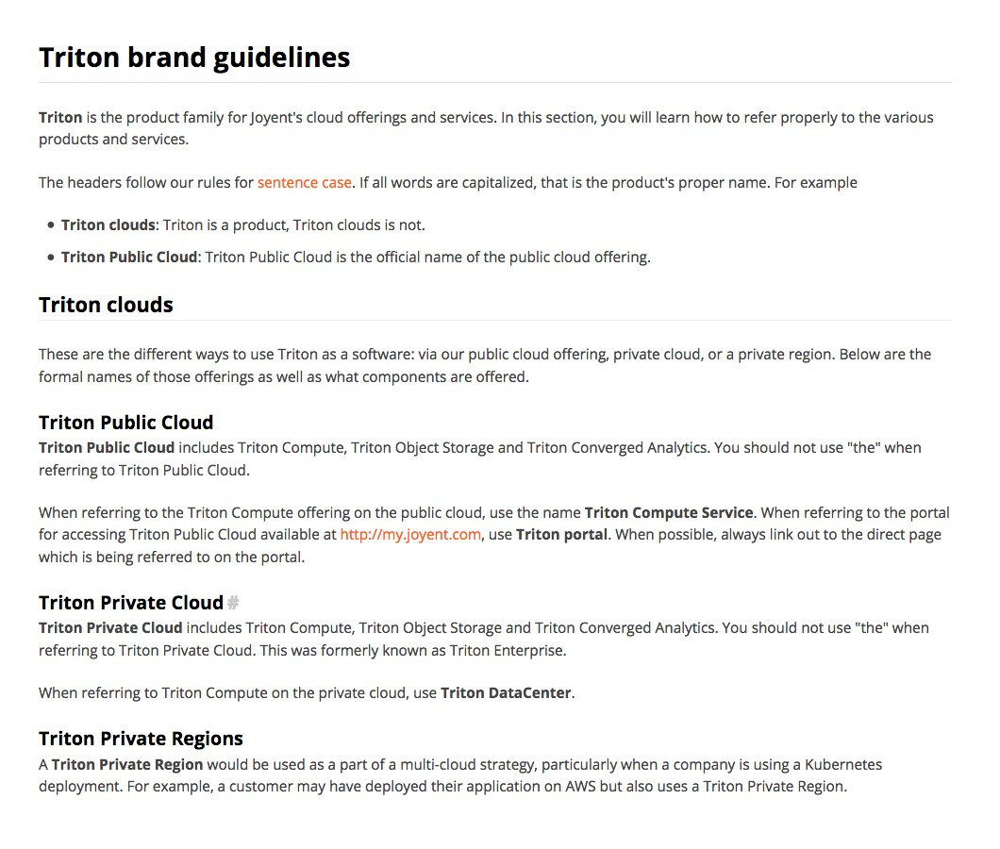 Triton brand guidelines
Triton is the product family for Joyent's cloud offerings and services. In this section, you will learn how to refer properly to the various
products and services.
The headers follow our rules for sentence case. If all words are capitalized, that is the product's proper name. For example
• Triton clouds: Triton is a product, Triton clouds is not.
• Triton Public Cloud: Triton Public Cloud is the official name of the public cloud offering.
Triton clouds
These are the different ways to use Triton as a software: via our public cloud offering, private cloud, or a private region. Below are the
formal names of those offerings as well as what components are offered.
Triton Public Cloud
Triton Public Cloud includes Triton Compute, Triton Object Storage and Triton Converged Analytics. You should not use "the" when
referring to Triton Public Cloud.
When referring to the Triton Compute offering on the public cloud, use the name Triton Compute Service. When referring to the portal
for accessing Triton Public Cloud available at http://my.joyent.com, use Triton portal. When possible, always link out to the direct page
which is being referred to on the portal.
Triton Private Cloud #
Triton Private Cloud includes Triton Compute, Triton Object Storage and Triton Converged Analytics. You should not use "the" when
referring to Triton Private Cloud. This was formerly known as Triton Enterprise.
When referring to Triton Compute on the private cloud, use Triton DataCenter.
Triton Private Regions
A Triton Private Region would be used as a part of a multi-cloud strategy, particularly when a company is using a Kubernetes
deployment. For example, a customer may have deployed their application on AWS but also uses a Triton Private Region.